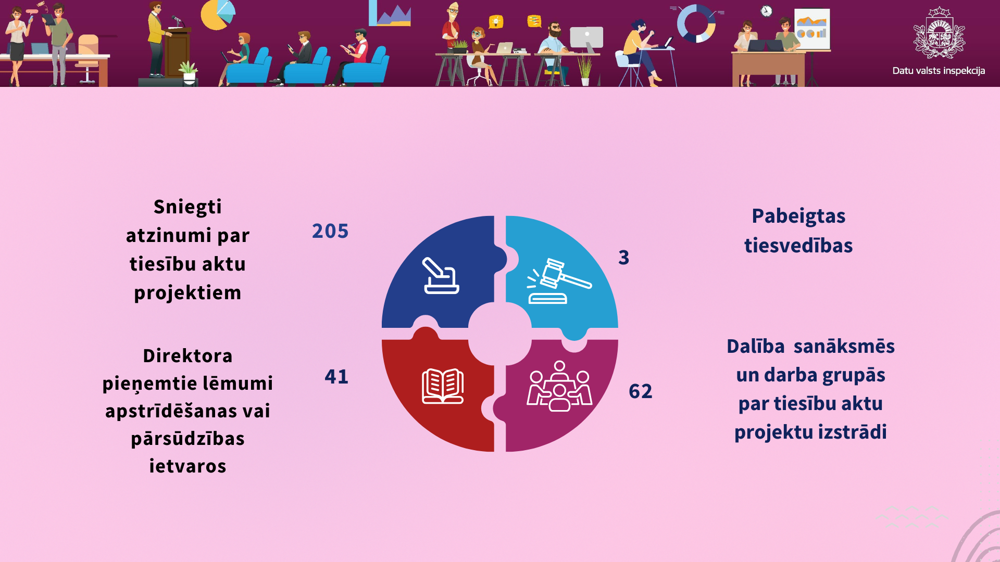 Datu valsts inspekcija
Sniegti
atzinumi par
tiesību aktu
projektiem
205
3
Pabeigtas
tiesvedības
Direktora
pieņemtie lēmumi
apstrīdēšanas vai
pārsūdzības
ietvaros
41
62
Dalība sanāksmēs
un darba grupās
par tiesību aktu
projektu izstrādi